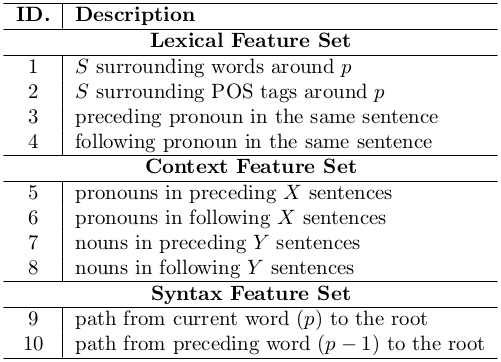 ID. Description
Lexical Feature Set
1 S surrounding words around p
2 S surrounding POS tags around p
3 preceding pronoun in the same sentence
4 following pronoun in the same sentence
Context Feature Set
5 pronouns in preceding X sentences
6 pronouns in following X sentences
7 nouns in preceding Y sentences
8 nouns in following Y sentences
Syntax Feature Set
9 path from current word (p) to the root
10 path from preceding word (p − 1) to the root